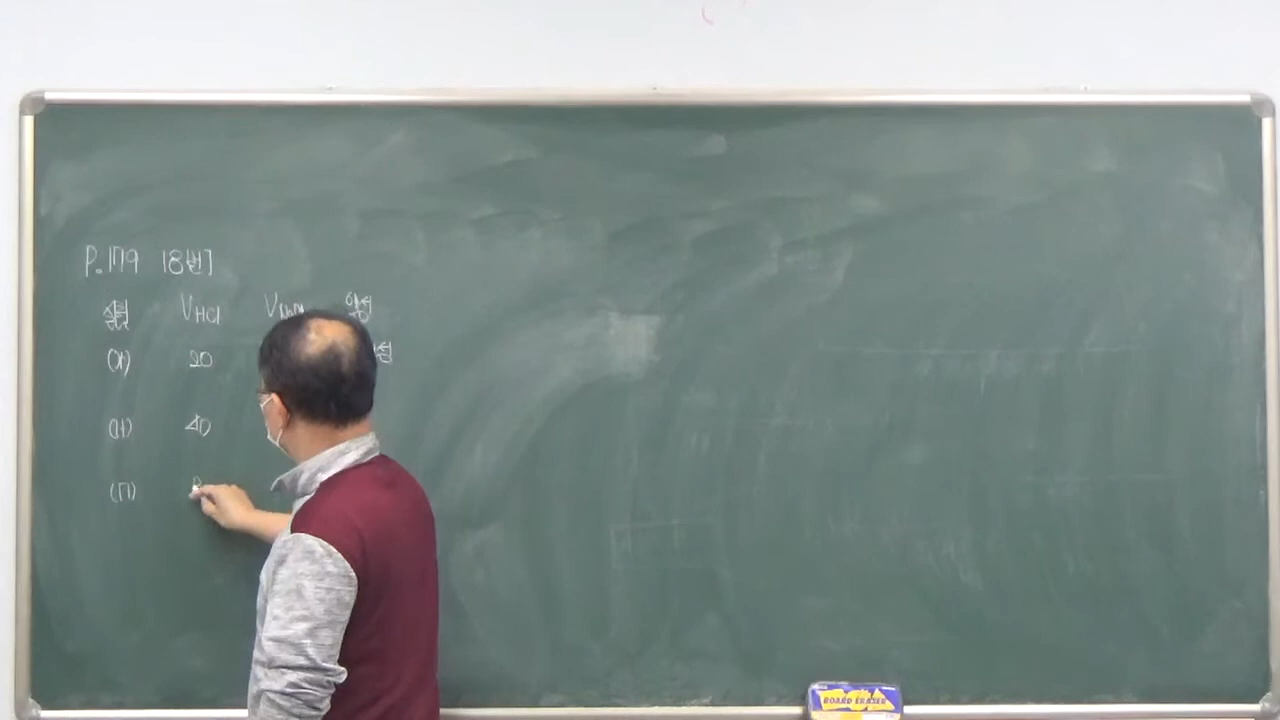 P.179 18번]
실험 V HCl V NaOH 액성
(가) 20
(나) 40
(다)
BOARD ERASER